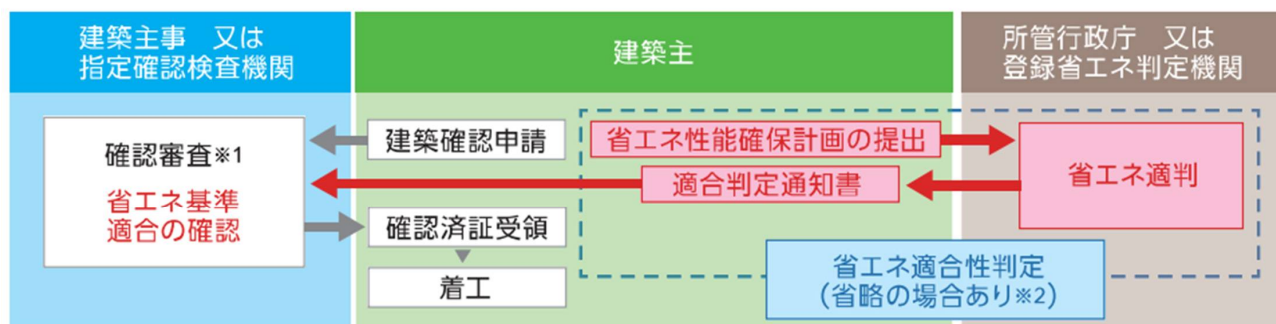 建築主事　又は
指定確認検査機関
建築主
所管行政庁　又は
登録省エネ判定機関
確認審査※1
省エネ基準
適合の確認
建築確認申請
省エネ性能確保計画の提出
適合判定通知書
省エネ適判
確認済証受領
着工
省エネ適合性判定
(省略の場合あり※2)